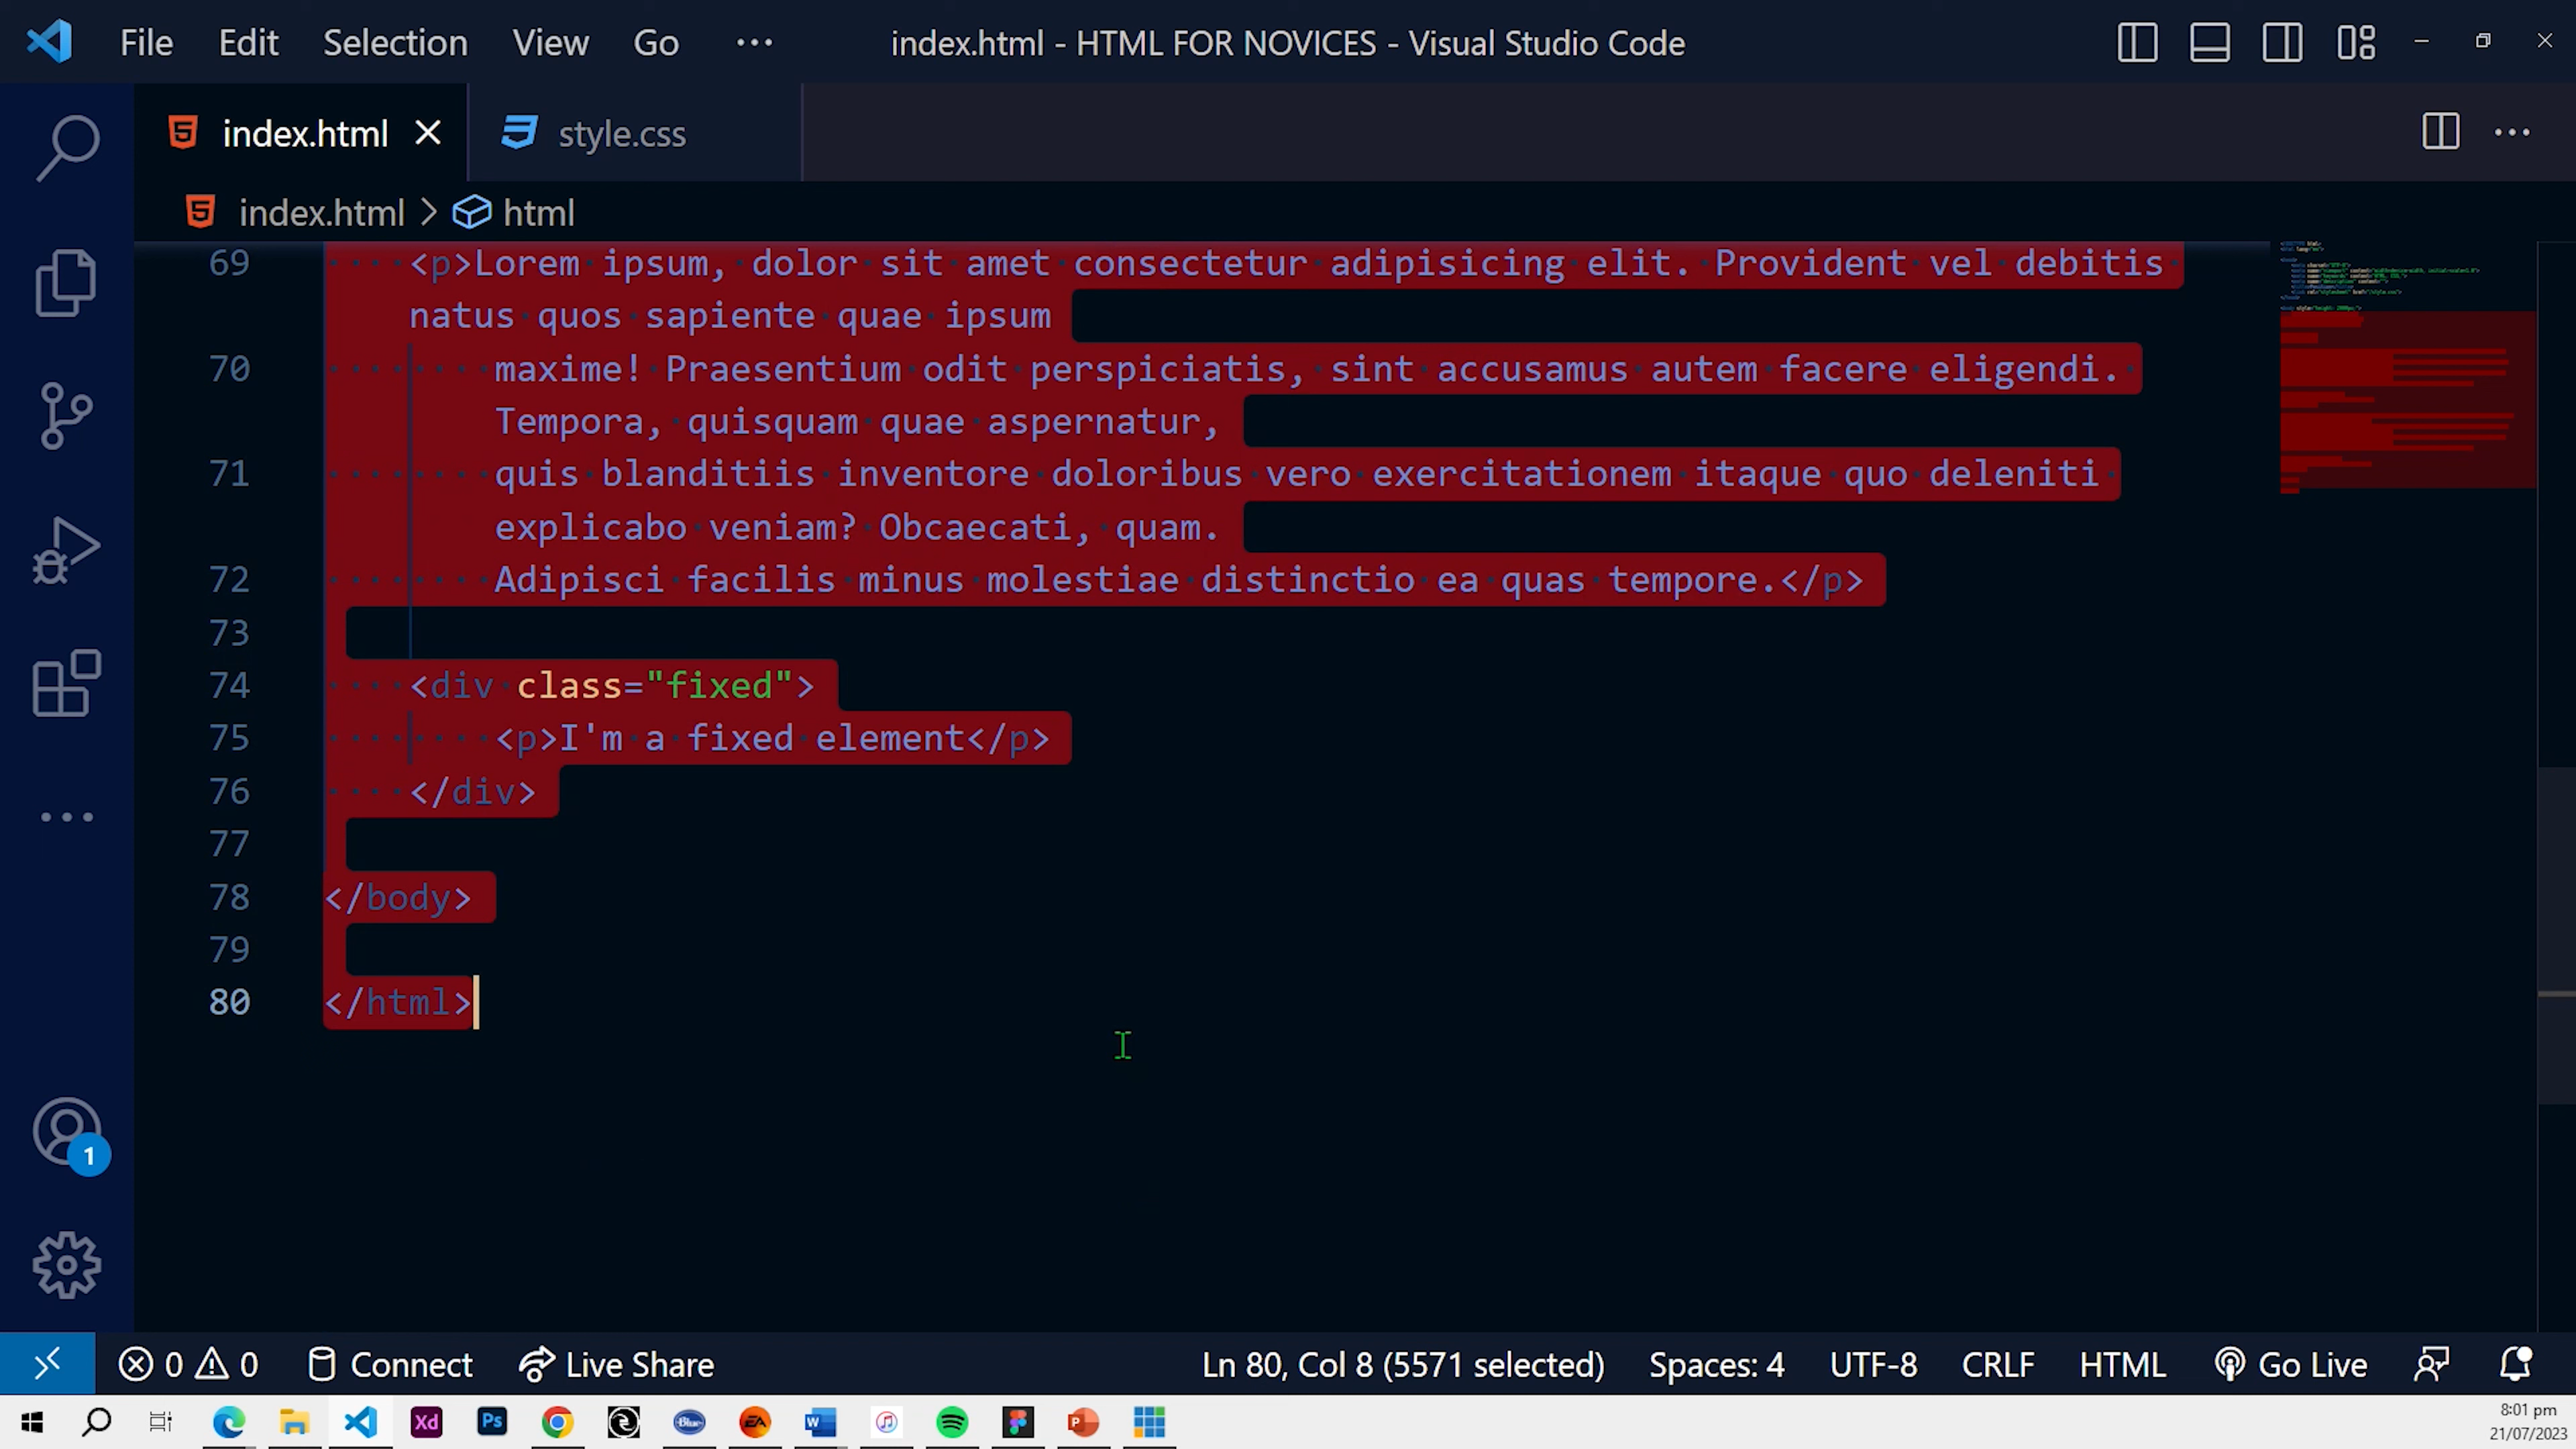 File Edit Selection View Go ··· index.html - HTML FOR NOVICES - Visual Studio Code
index.html style.css
index.html > html
69 <p>Lorem ipsum, dolor sit amet consectetur adipisicing elit. Provident vel debitis
natus quos sapiente quae ipsum
70 maxime! Praesentium odit perspiciatis, sint accusamus autem facere eligendi.
Tempora, quisquam quae aspernatur,
71 quis blanditiis inventore doloribus vero exercitationem itaque quo deleniti
explicabo veniam? Obcaecati, quam.
72 Adipisci facilis minus molestiae distinctio ea quas tempore.</p>
73
74 <div class="fixed">
75 <p>I'm a fixed element</p>
76 </div>
77
78 </body>
79
80 </html>
1
0 0 Connect Live Share Ln 80, Col 8 (5571 selected) Spaces: 4 UTF-8 CRLF HTML Go Live
Xd Ps Blue EA W P
8:01 pm
21/07/2023